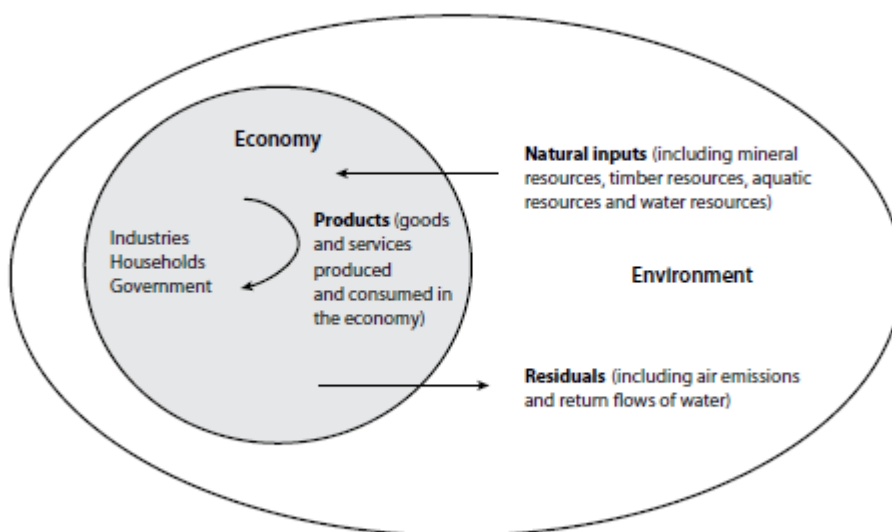 Economy
Industries
Households
Government
Products (goods
and services
produced
and consumed in
the economy)
Natural inputs (including mineral
resources, timber resources, aquatic
resources and water resources)
Environment
Residuals (including air emissions
and return flows of water)